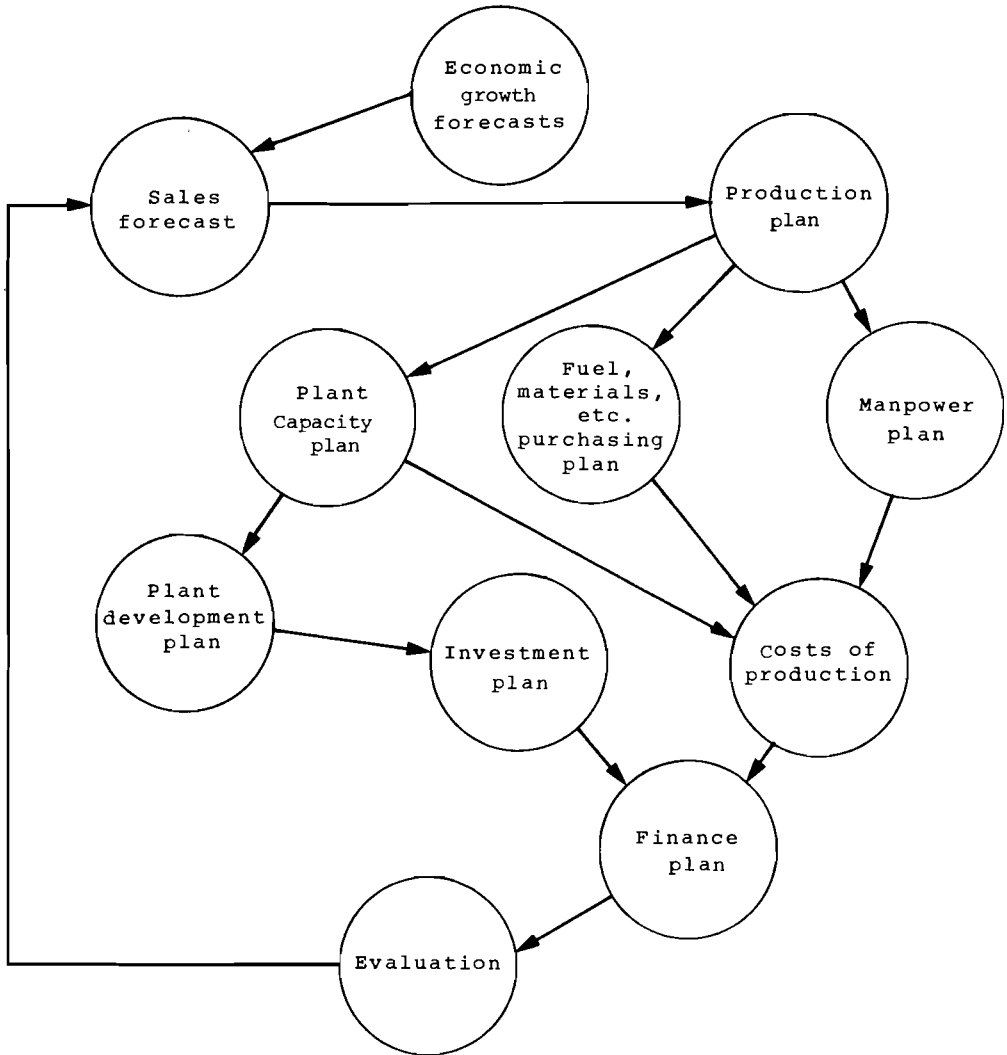 Economic
growth
forecasts
Sales
forecast
Production
plan
Plant
Capacity
plan
Fuel,
materials,
etc.
purchasing
plan
Manpower
plan
Plant
development
plan
Investment
plan
Costs of
production
Finance
plan
Evaluation